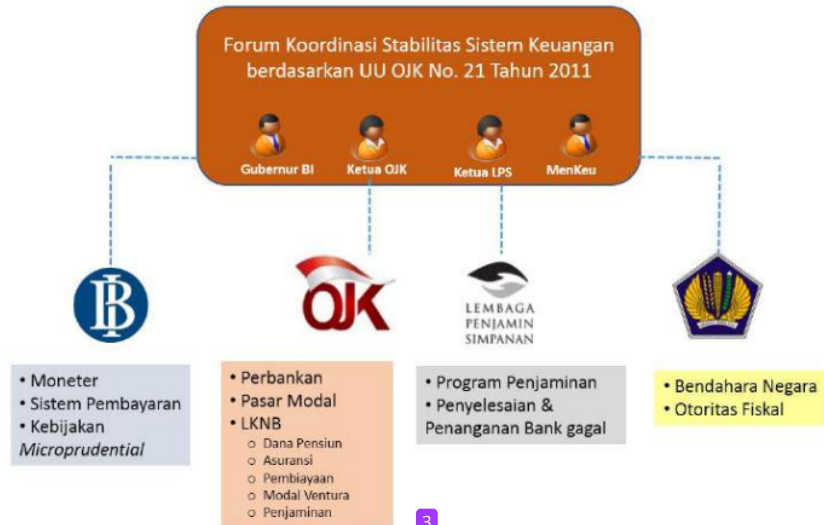 Forum Koordinasi Stabilitas Sistem Keuangan
berdasarkan UU OJK No. 21 Tahun 2011
Gubernur BI
Ketua OJK
Ketua LPS
MenKeu
OJK
LEMBAGA
PENJAMIN
SIMPANAN
• Moneter
• Sistem Pembayaran
• Kebijakan
Microprudential
• Perbankan
• Pasar Modal
• LKNB
o Dana Pensiun
o Asuransi
o Pembiayaan
o Modal Ventura
o Penjaminan
• Program Penjaminan
• Penyelesaian &
Penanganan Bank gagal
• Bendahara Negara
• Otoritas Fiskal
3